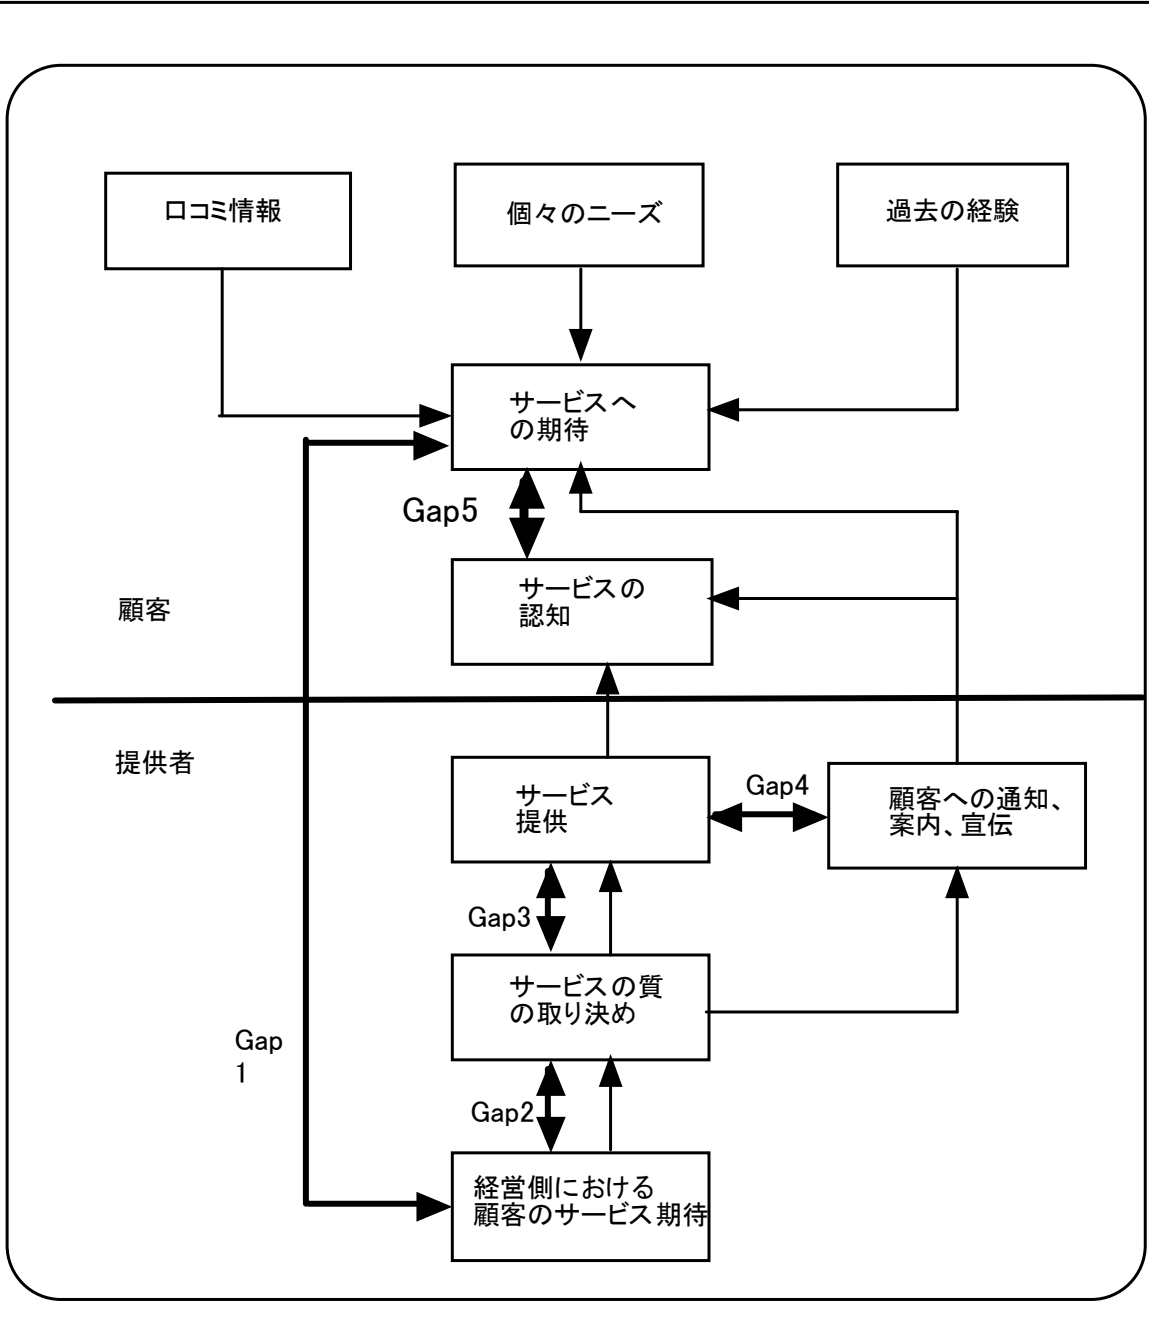 口コミ情報
個々のニーズ
過去の経験
サービスへ
の期待
Gap5
サービスの
認知
顧客
提供者
サービス
提供
Gap4
顧客への通知、
案内、宣伝
Gap3
サービスの質
の取り決め
Gap
1
Gap2
経営側における
顧客のサービス期待